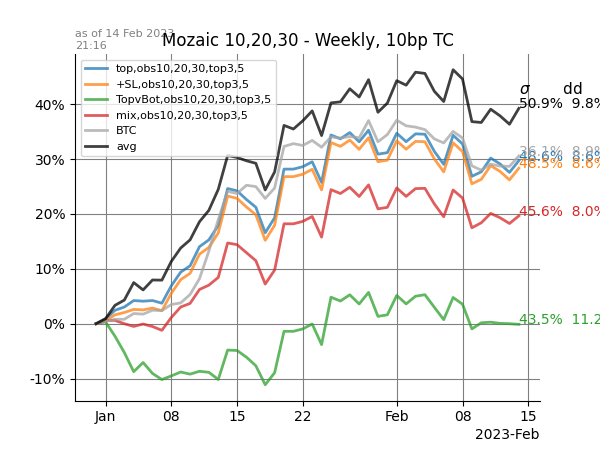 as of 14 Feb 2023
21:16
Mozaic 10,20,30 - Weekly, 10bp TC
top,obs10,20,30,top3,5
+SL,obs10,20,30,top3,5
TopvBot,obs10,20,30,top3,5
mix,obs10,20,30,top3,5
BTC
avg
σ dd
50.9% 9.8%
36.1% 8.9%
48.5% 8.6%
45.6% 8.0%
43.5% 11.2
40%
30%
20%
10%
0%
-10%
Jan 08 15 22 Feb 08 15
2023-Feb